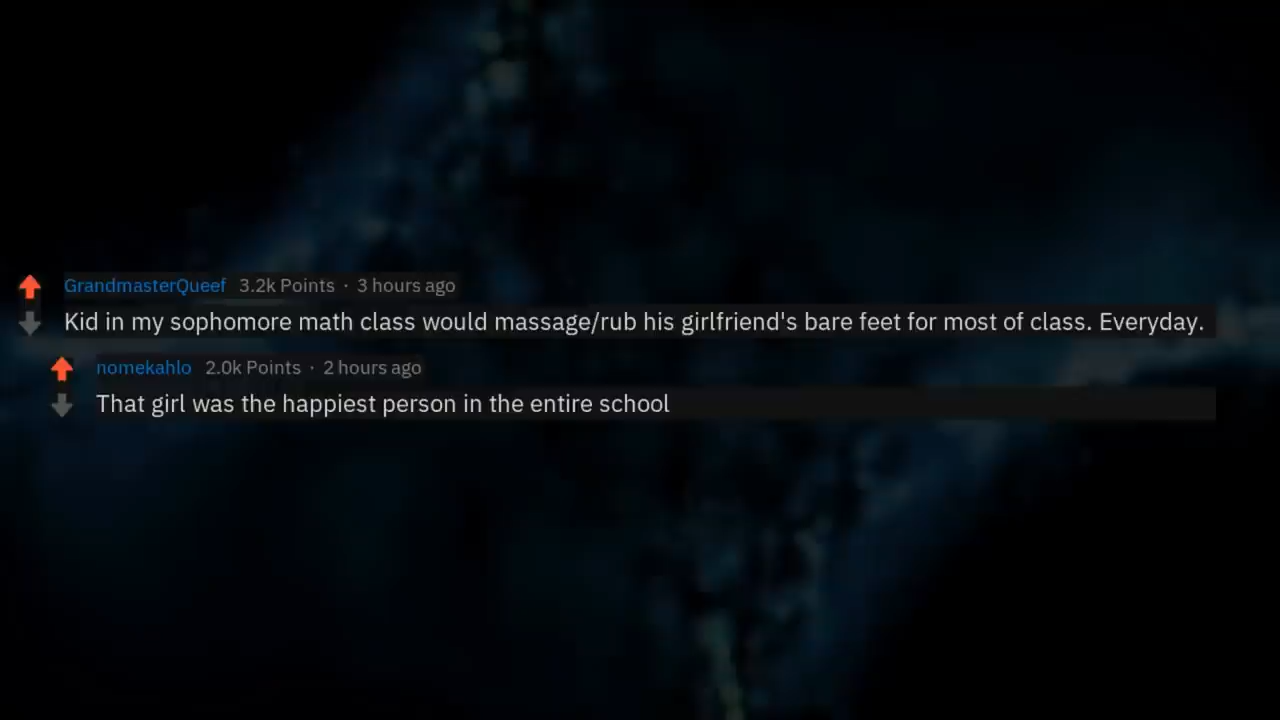 GrandmasterQueef 3.2k Points · 3 hours ago
Kid in my sophomore math class would massage/rub his girlfriend's bare feet for most of class. Everyday.
nomekahlo 2.0k Points · 2 hours ago
That girl was the happiest person in the entire school